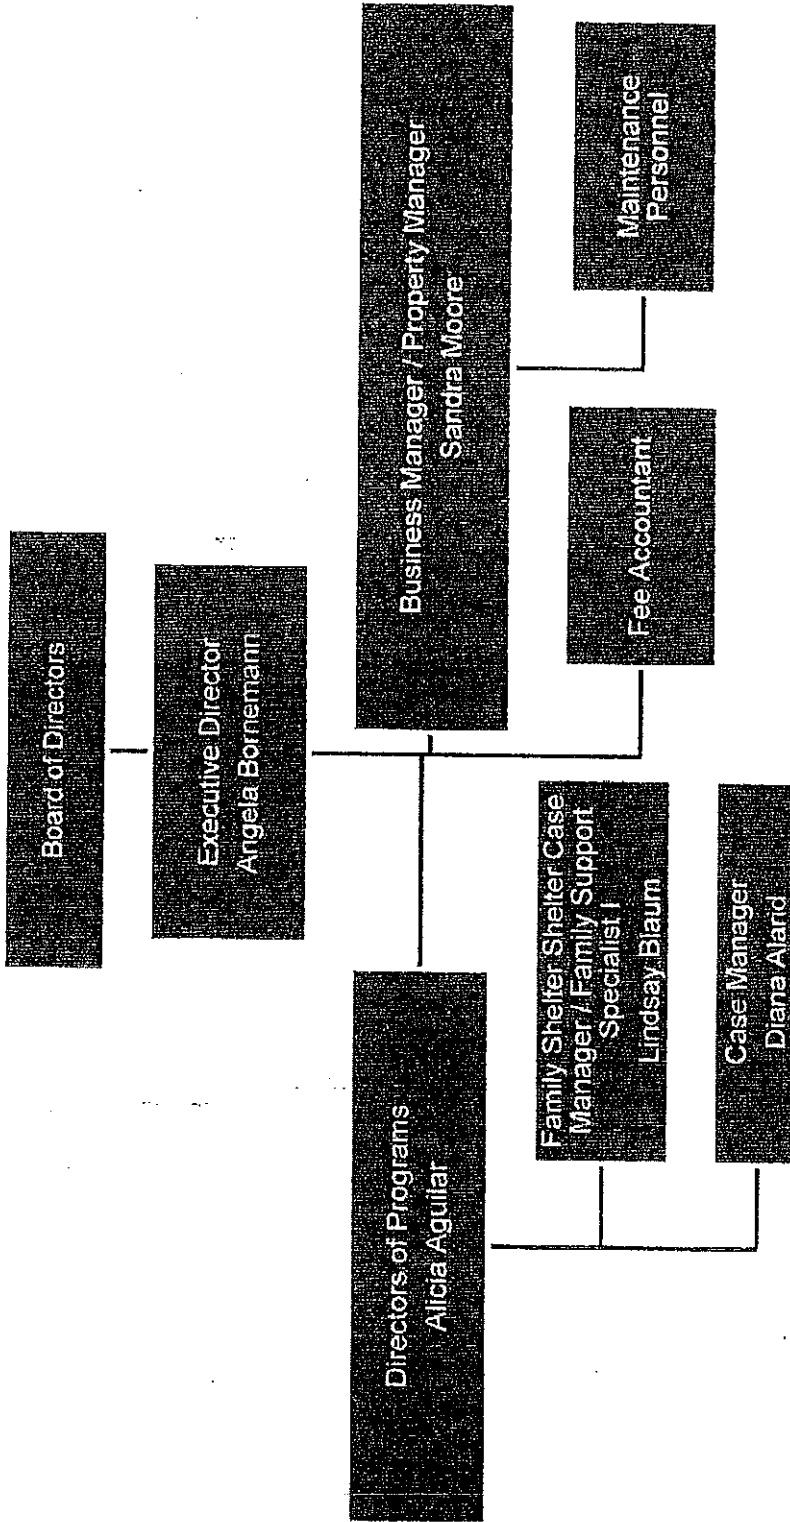 Board of Directors
Executive Director
Angela Bornemann
Directors of Programs
Alicia Aguilar
Business Manager / Property Manager
Sandra Moore
Family Shelter Shelter Case
Manager / Family Support
Specialist I
Lindsay Blaum
Case Manager
Diana Alard
Fee Accountant
Maintenance
Personnel